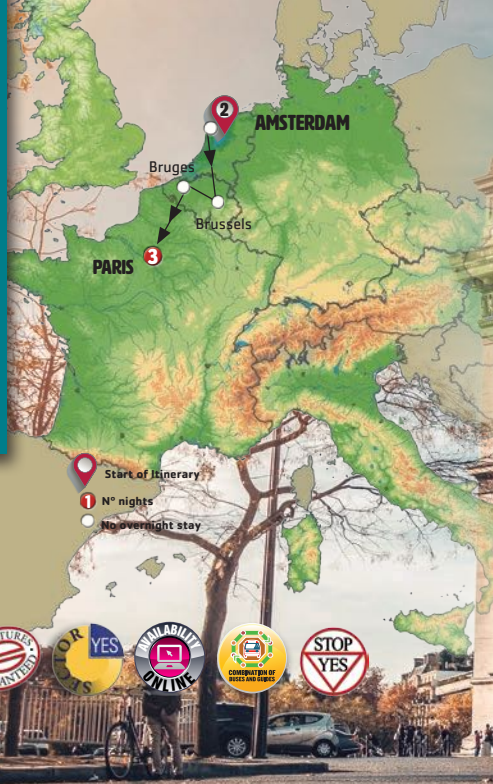 2
AMSTERDAM
Bruges
Brussels
PARIS
3
Start of Itinerary
1 Nº nights
No overnight stay
SECTOR
YES
AVAILABILITY
ONLINE
COMBINATION OF
BUSES AND GUIDES
STOP
YES